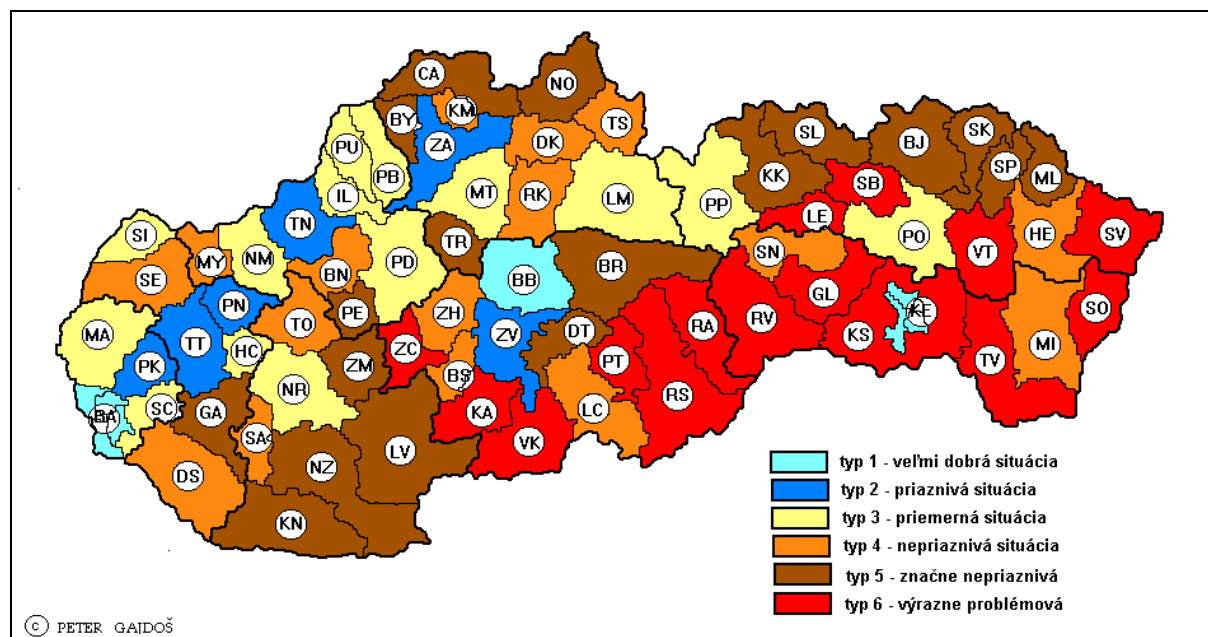 CA
NO
KM
BY
TS
SL
BJ
SK
PU
ZA
DK
SP
ML
PB
KK
SB
IL
MT
RK
LM
PP
LE
TN
PO
HE
SV
SI
TR
SN
VT
MY
NM
PD
SE
BN
BB
BR
GL
PN
PE
ZH
KE
SO
MA
TO
RA
RV
TT
ZV
DT
KS
MI
HC
ZC
PK
ZM
PT
TV
BS
NR
RS
SC
GA
KA
LC
BA
SA
VK
LV
NZ
DS
KN
typ 1 - veľmi dobrá situácia
typ 2 - priaznivá situácia
typ 3 - priemerná situácia
typ 4 - nepriaznivá situácia
typ 5 - značne nepriaznivá
typ 6 - výrazne problémová
© PETER GAJDOŠ